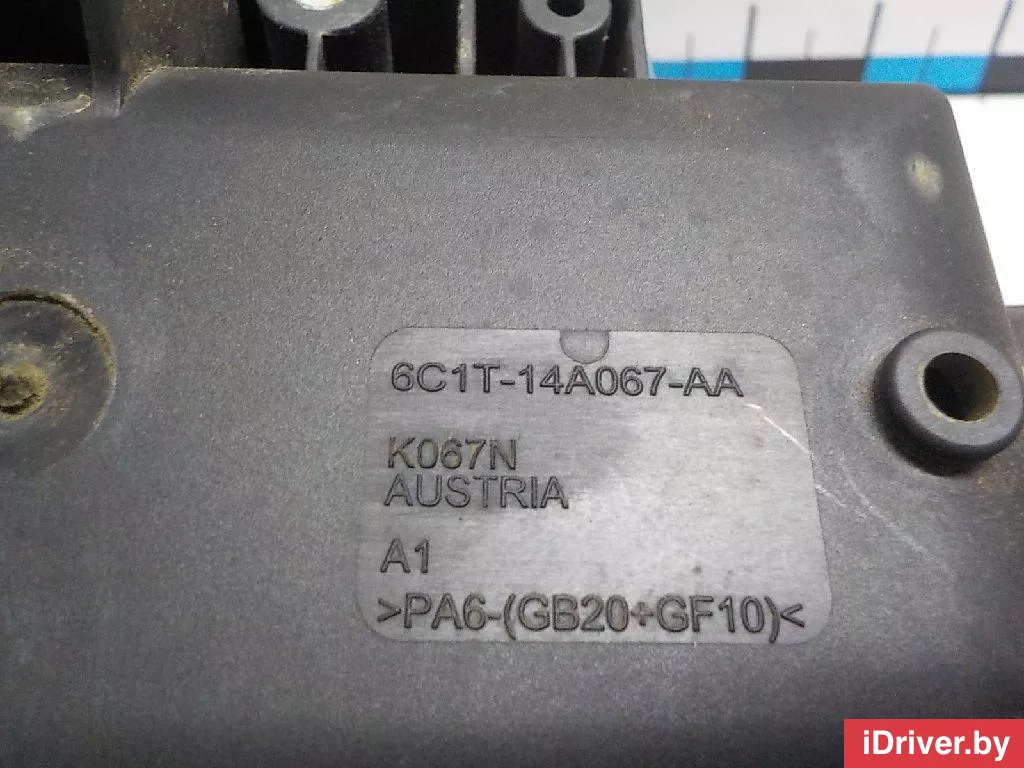 6C1T-14A067-AA
K067N
AUSTRIA
A1
>PA6-(GB20+GF10)<
iDriver.by